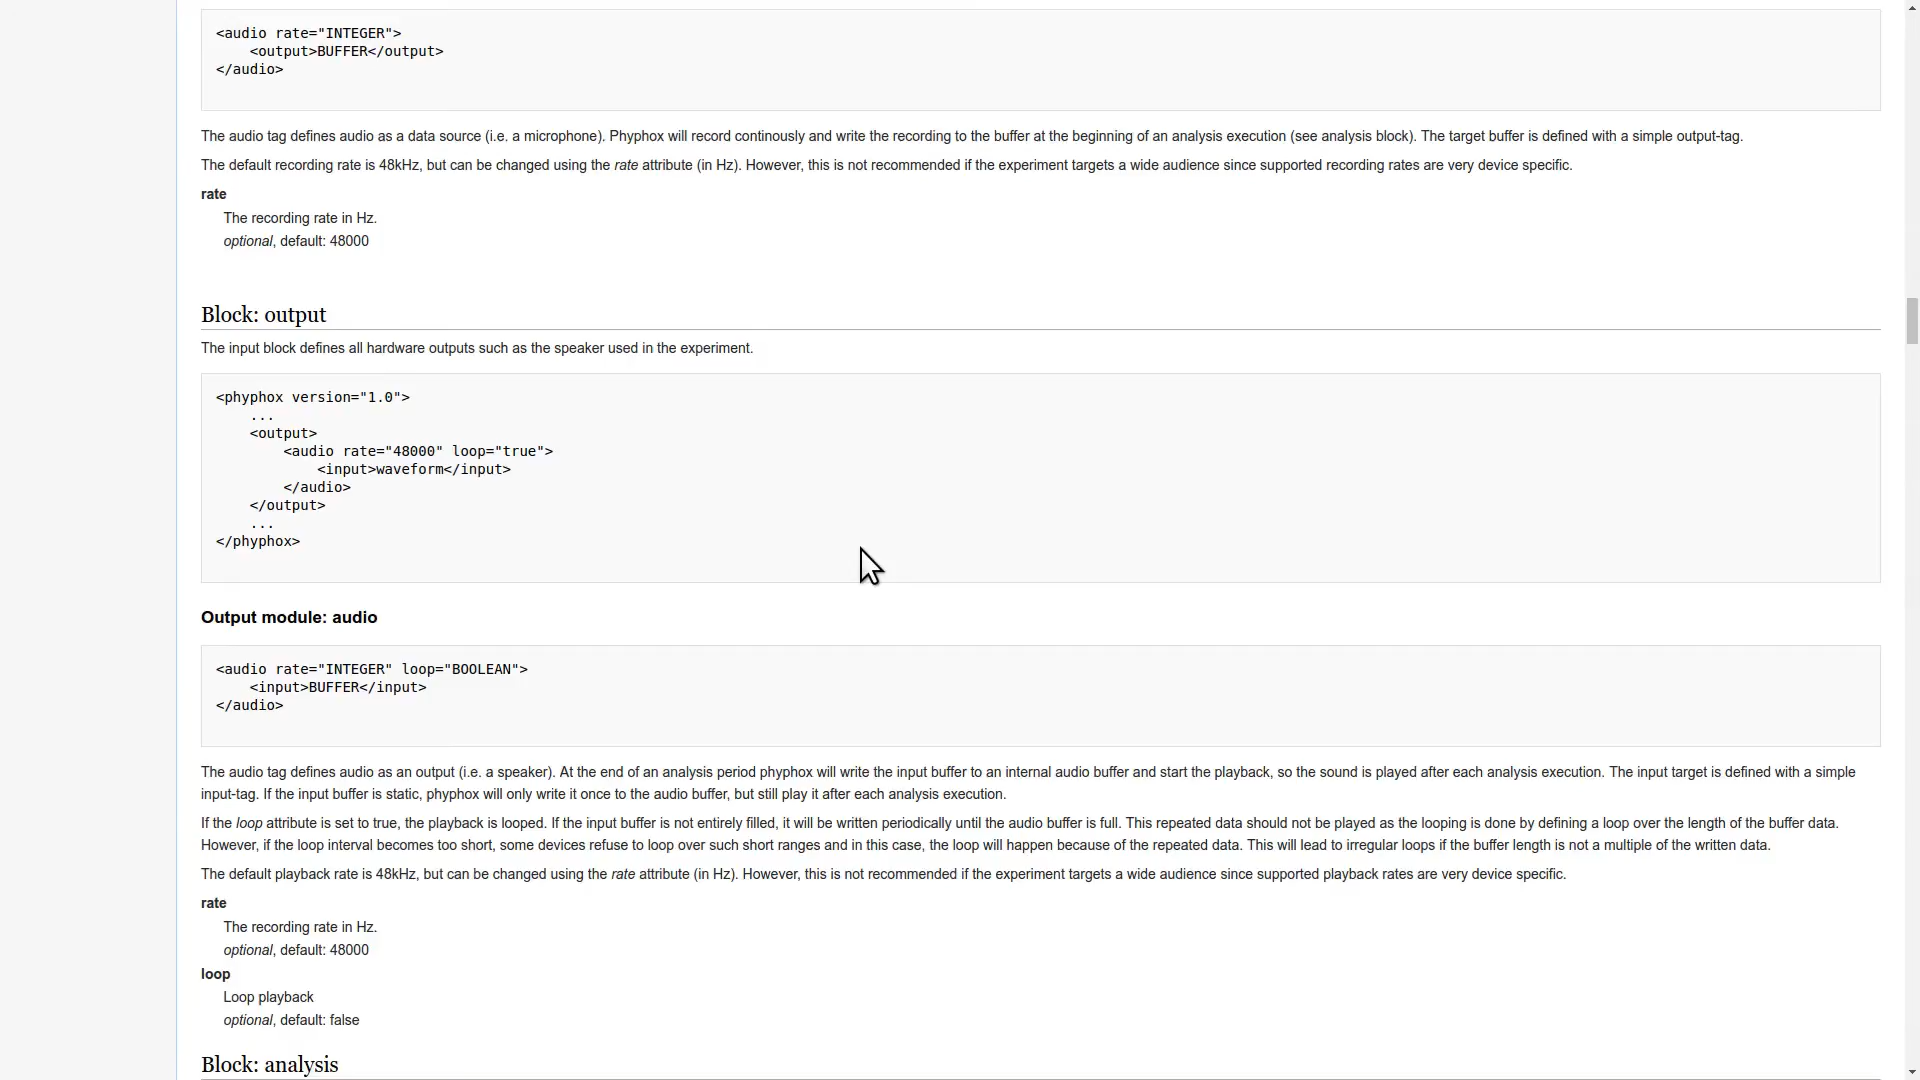 <audio rate="INTEGER">
    <output>BUFFER</output>
</audio>
The audio tag defines audio as a data source (i.e. a microphone). Phyphox will record continously and write the recording to the buffer at the beginning of an analysis execution (see analysis block). The target buffer is defined with a simple output-tag.
The default recording rate is 48kHz, but can be changed using the rate attribute (in Hz). However, this is not recommended if the experiment targets a wide audience since supported recording rates are very device specific.
rate
The recording rate in Hz.
optional, default: 48000
Block: output
The input block defines all hardware outputs such as the speaker used in the experiment.
<phyphox version="1.0">
    ...
    <output>
        <audio rate="48000" loop="true">
            <input>waveform</input>
        </audio>
    </output>
    ...
</phyphox>
Output module: audio
<audio rate="INTEGER" loop="BOOLEAN">
    <input>BUFFER</input>
</audio>
The audio tag defines audio as an output (i.e. a speaker). At the end of an analysis period phyphox will write the input buffer to an internal audio buffer and start the playback, so the sound is played after each analysis execution. The input target is defined with a simple
input-tag. If the input buffer is static, phyphox will only write it once to the audio buffer, but still play it after each analysis execution.
If the loop attribute is set to true, the playback is looped. If the input buffer is not entirely filled, it will be written periodically until the audio buffer is full. This repeated data should not be played as the looping is done by defining a loop over the length of the buffer data.
However, if the loop interval becomes too short, some devices refuse to loop over such short ranges and in this case, the loop will happen because of the repeated data. This will lead to irregular loops if the buffer length is not a multiple of the written data.
The default playback rate is 48kHz, but can be changed using the rate attribute (in Hz). However, this is not recommended if the experiment targets a wide audience since supported playback rates are very device specific.
rate
The recording rate in Hz.
optional, default: 48000
loop
Loop playback
optional, default: false
Block: analysis